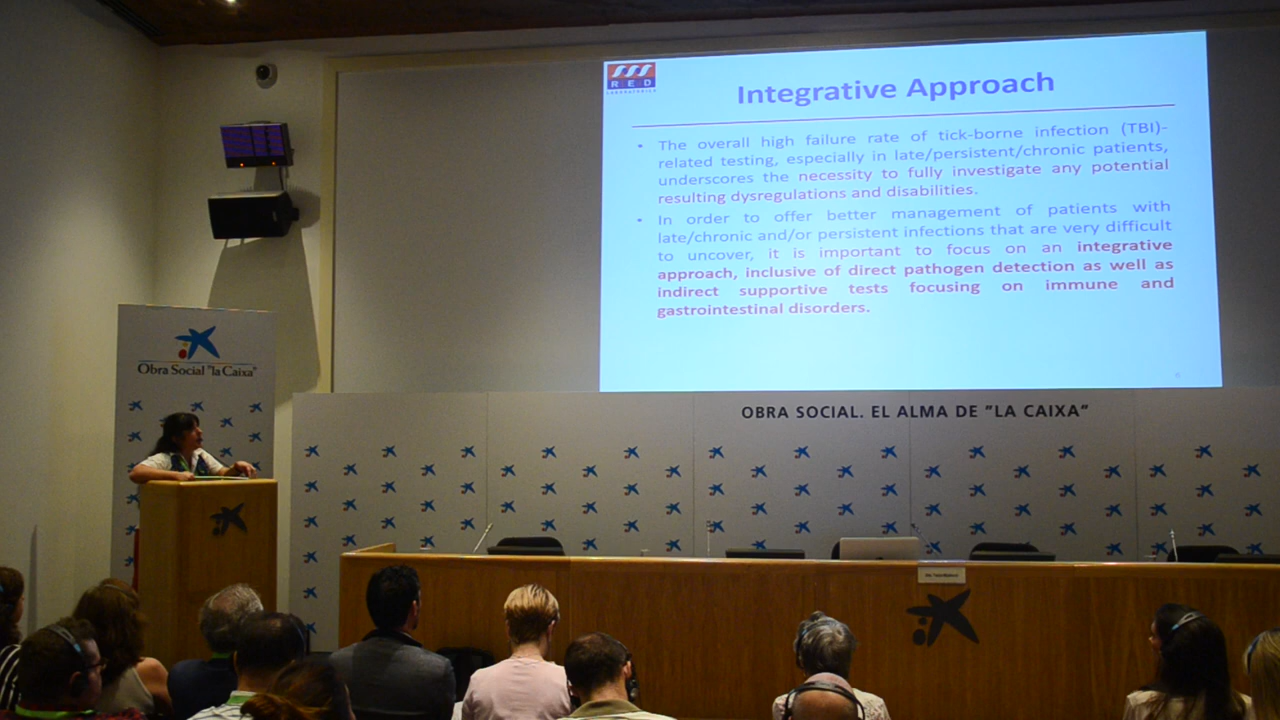 RED
LABORATORIES
Integrative Approach
• The overall high failure rate of tick-borne infection (TBI)-
related testing, especially in late/persistent/chronic patients,
underscores the necessity to fully investigate any potential
resulting dysregulations and disabilities.
• In order to offer better management of patients with
late/chronic and/or persistent infections that are very difficult
to uncover, it is important to focus on an integrative
approach, inclusive of direct pathogen detection as well as
indirect supportive tests focusing on immune and
gastrointestinal disorders.
Obra Social "la Caixa"
OBRA SOCIAL. EL ALMA DE "LA CAIXA"